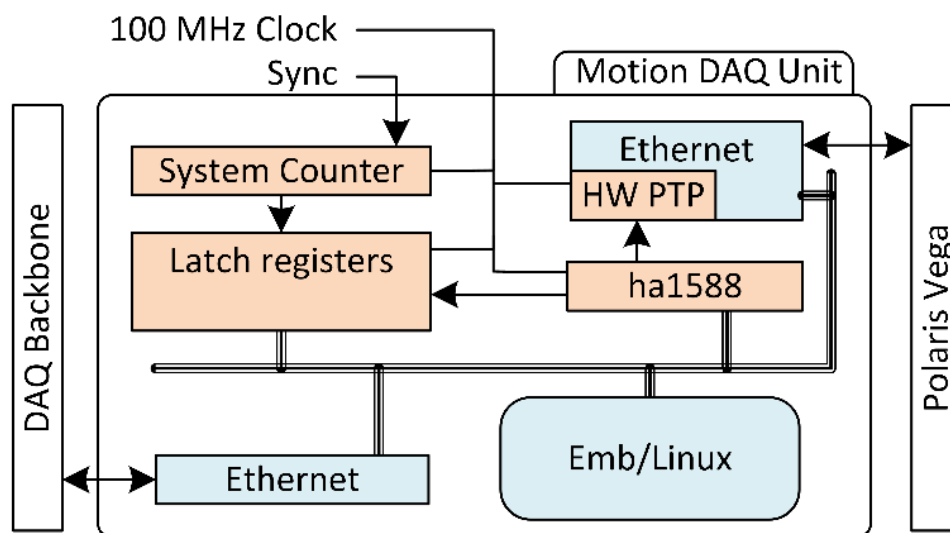 100 MHz Clock
Sync
Motion DAQ Unit
System Counter
Ethernet
HW PTP
Latch registers
ha1588
DAQ Backbone
Polaris Vega
Emb/Linux
Ethernet